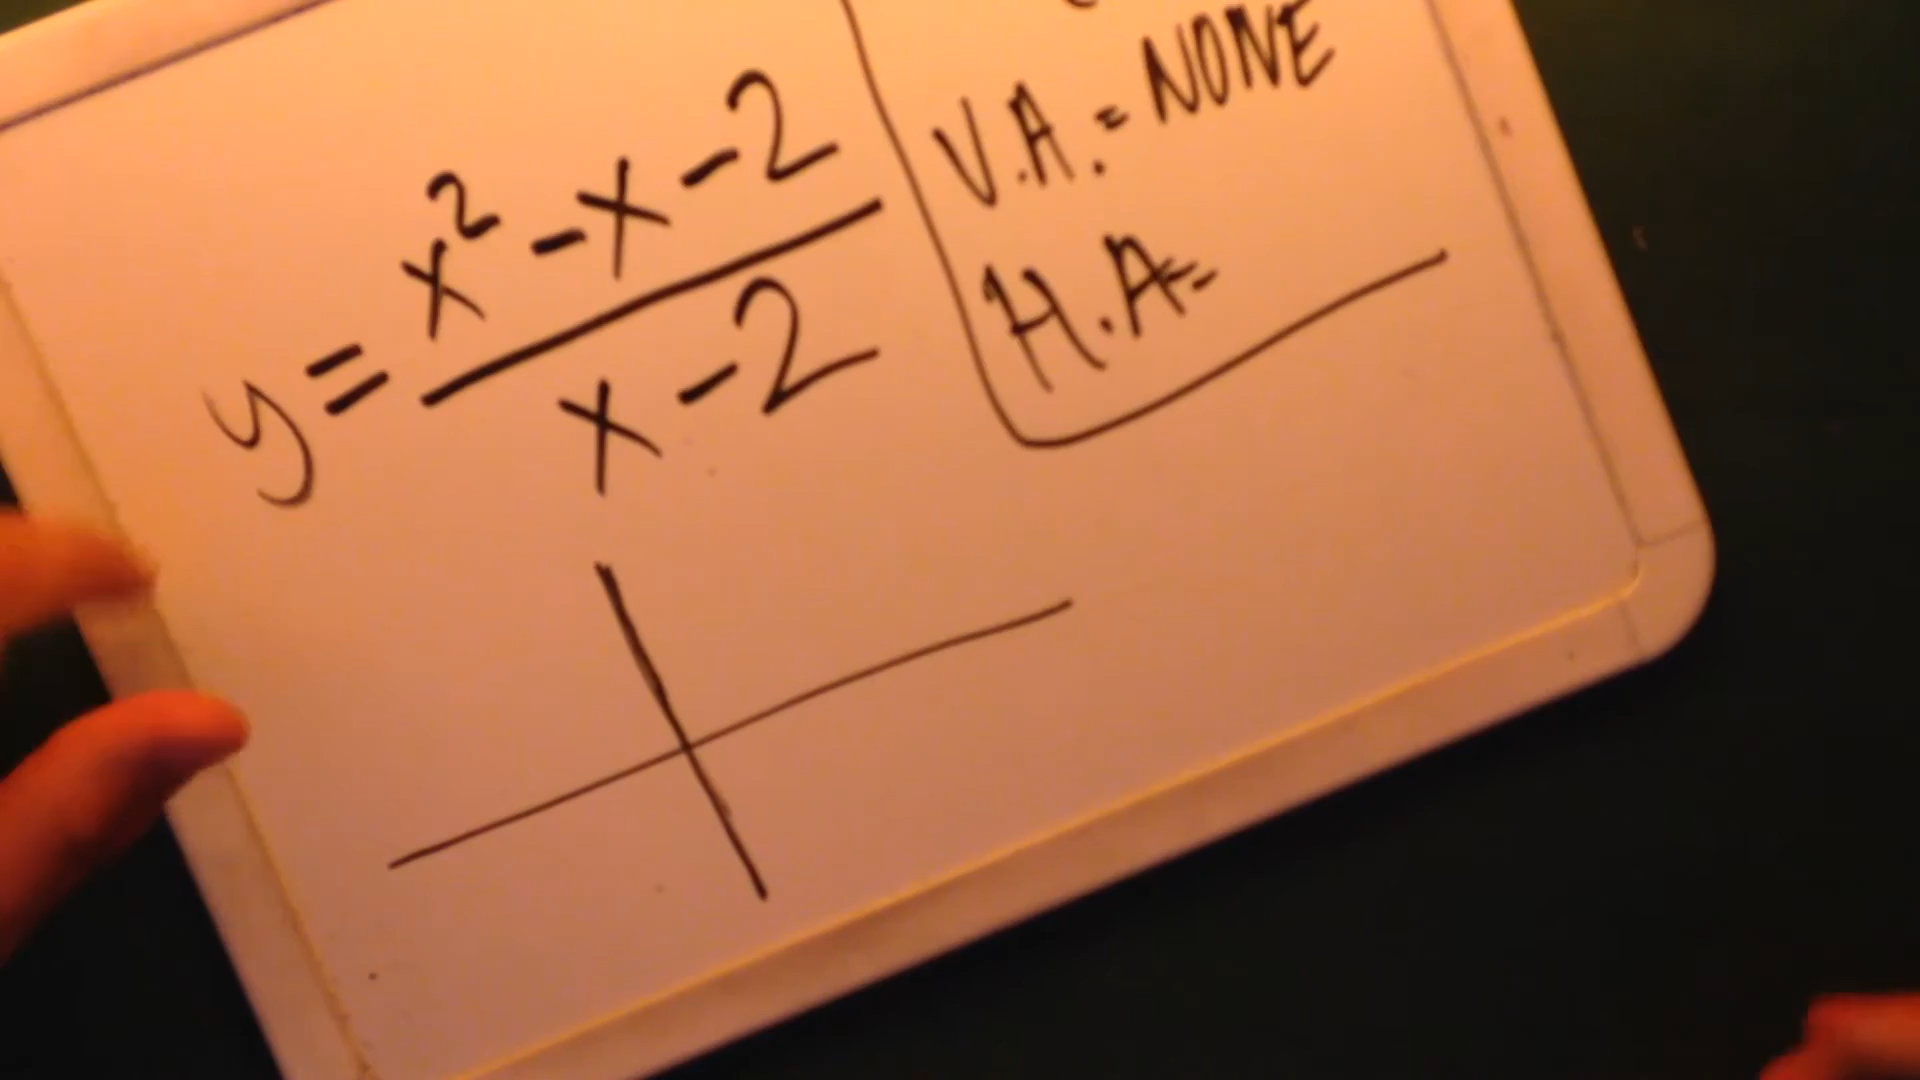 y = x² - x - 2
x - 2
V.A. = NONE
H.A =